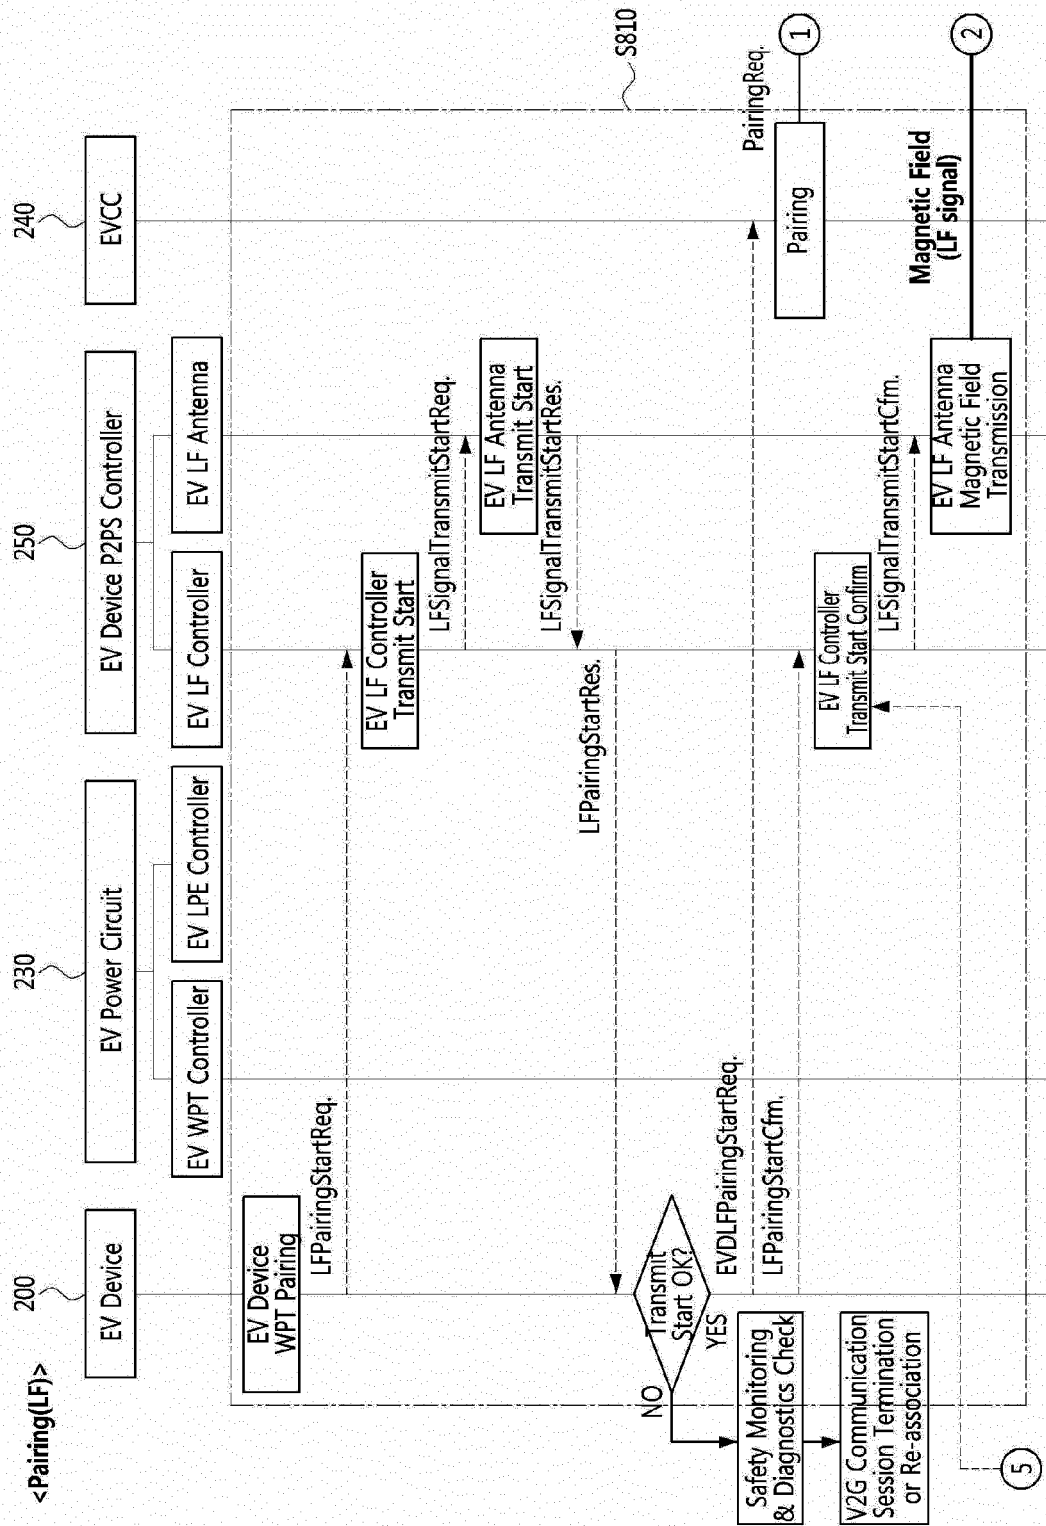 <Pairing(LF)>
200
230
250
240
EV Device
EV Power Circuit
EV Device P2PS Controller
EVCC
EV WPT Controller
EV LPE Controller
EV LF Controller
EV LF Antenna
S810
EV Device
WPT Pairing
LFPairingStartReq.
EV LF Controller
Transmit Start
LFSignalTransmitStartReq.
EV LF Antenna
Transmit Start
LFSignalTransmitStartRes.
LFPairingStartRes.
Transmit
Start OK?
NO
YES
EVDLFPairingStartReq.
PairingReq.
Safety Monitoring
& Diagnostics Check
LFPairingStartCfm.
Pairing
1
V2G Communication
Session Termination
or Re-association
EV LF Controller
Transmit Start Confirm
LFSignalTransmitStartCfm.
Magnetic Field
(LF signal)
EV LF Antenna
Magnetic Field
Transmission
2
5